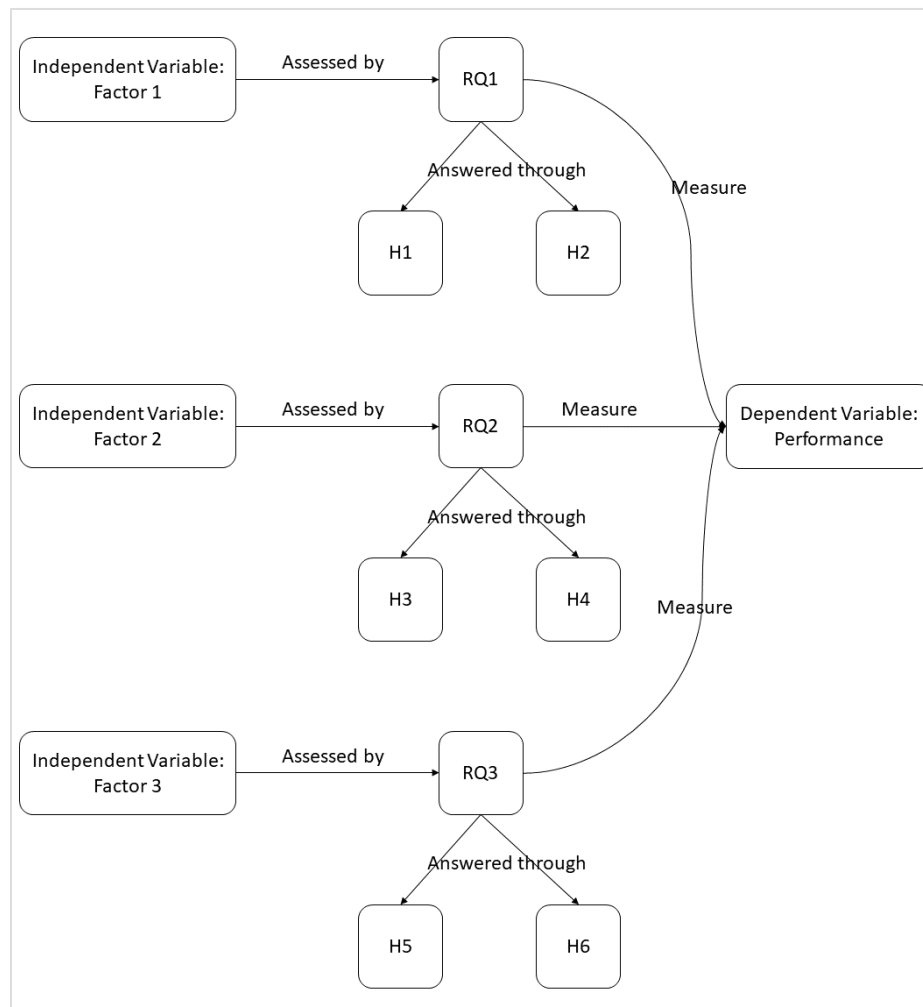 Independent Variable:
Factor 1
Assessed by
RQ1
Answered through
Measure
H1
H2
Independent Variable:
Factor 2
Assessed by
RQ2
Measure
Dependent Variable:
Performance
Answered through
H3
H4
Measure
Independent Variable:
Factor 3
Assessed by
RQ3
Answered through
H5
H6